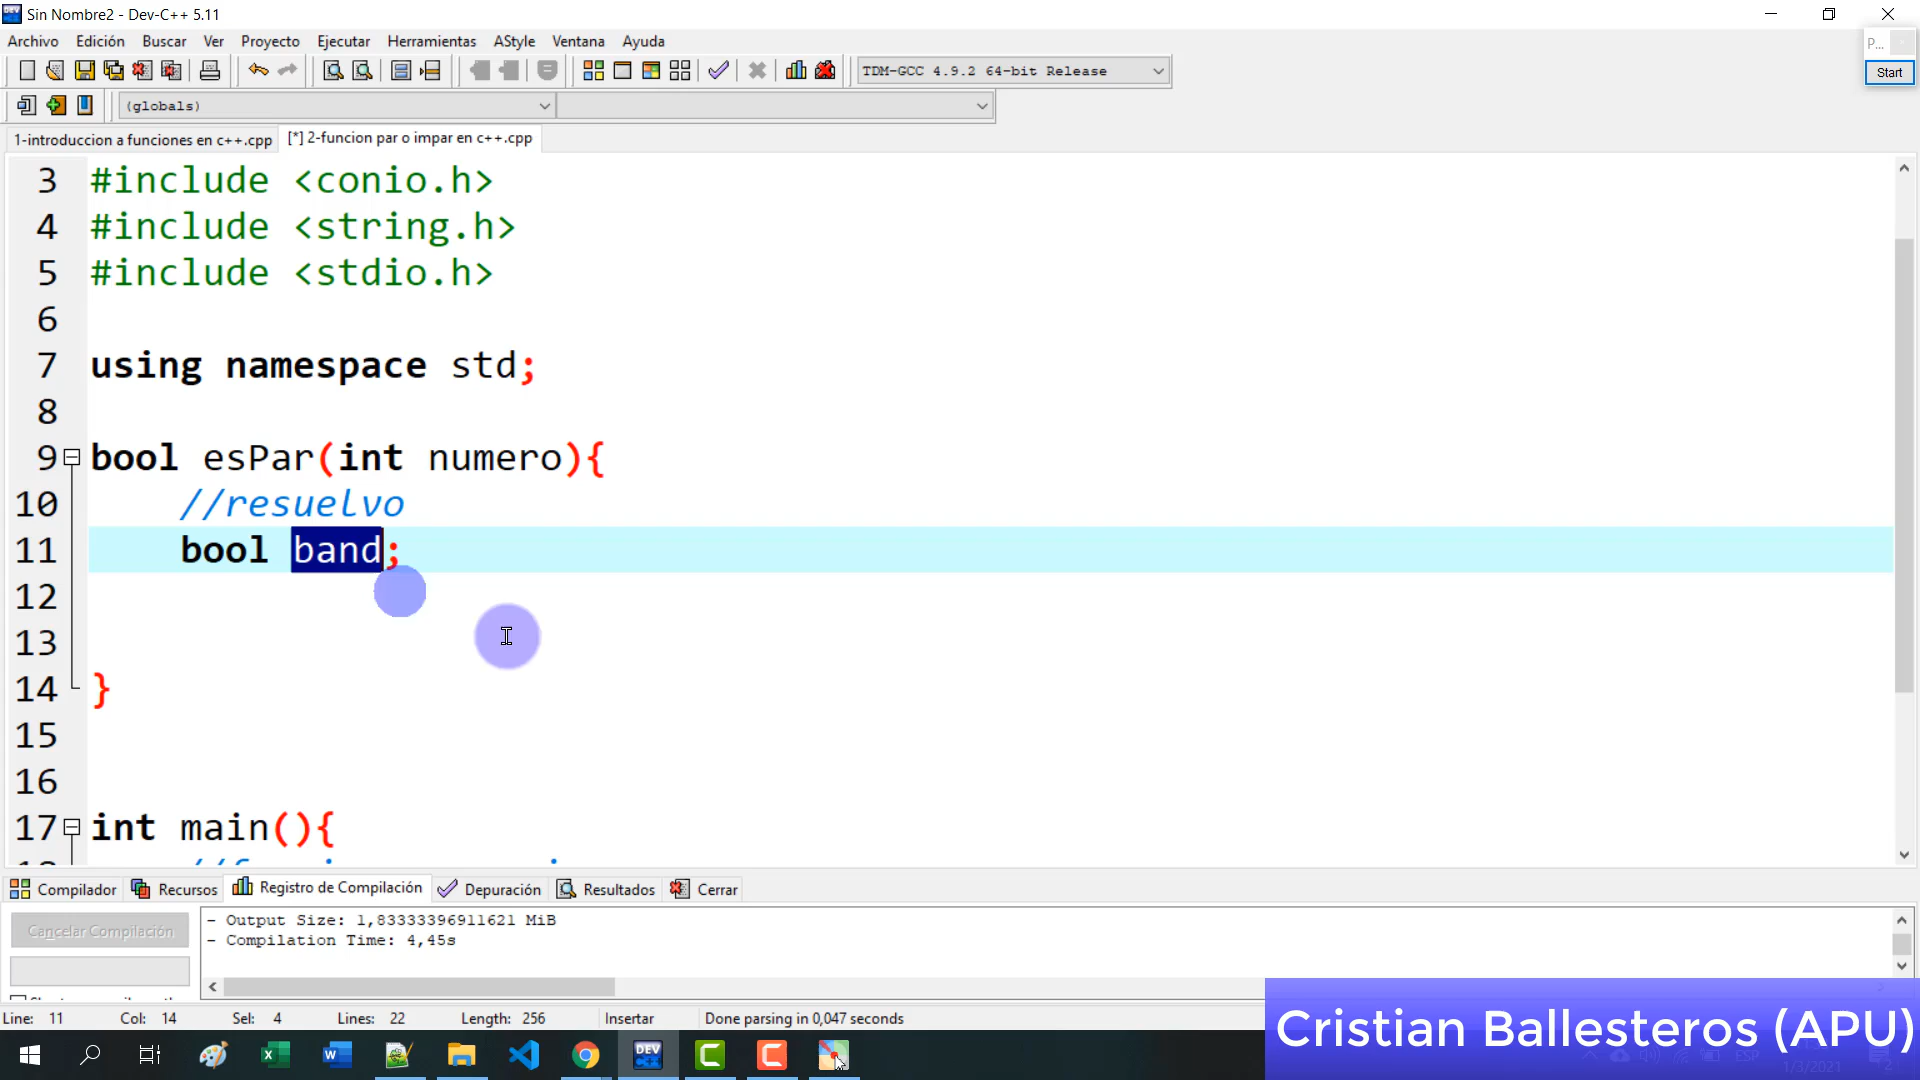 Sin Nombre2 - Dev-C++ 5.11
Archivo Edición Buscar Ver Proyecto Ejecutar Herramientas AStyle Ventana Ayuda
P...
TDM-GCC 4.9.2 64-bit Release
Start
(globals)
1-introduccion a funciones en c++.cpp [*] 2-funcion par o impar en c++.cpp
3 #include <conio.h>
4 #include <string.h>
5 #include <stdio.h>
6
7 using namespace std;
8
9 bool esPar(int numero){
10 //resuelvo
11 bool band;
12
13
14 }
15
16
17 int main(){
Compilador Recursos Registro de Compilación Depuración Resultados Cerrar
Cancelar Compilación
- Output Size: 1,83333396911621 MiB
- Compilation Time: 4,45s
Line: 11 Col: 14 Sel: 4 Lines: 22 Length: 256 Insertar Done parsing in 0,047 seconds
Cristian Ballesteros (APU)
DEV
ESP
1/3/2021